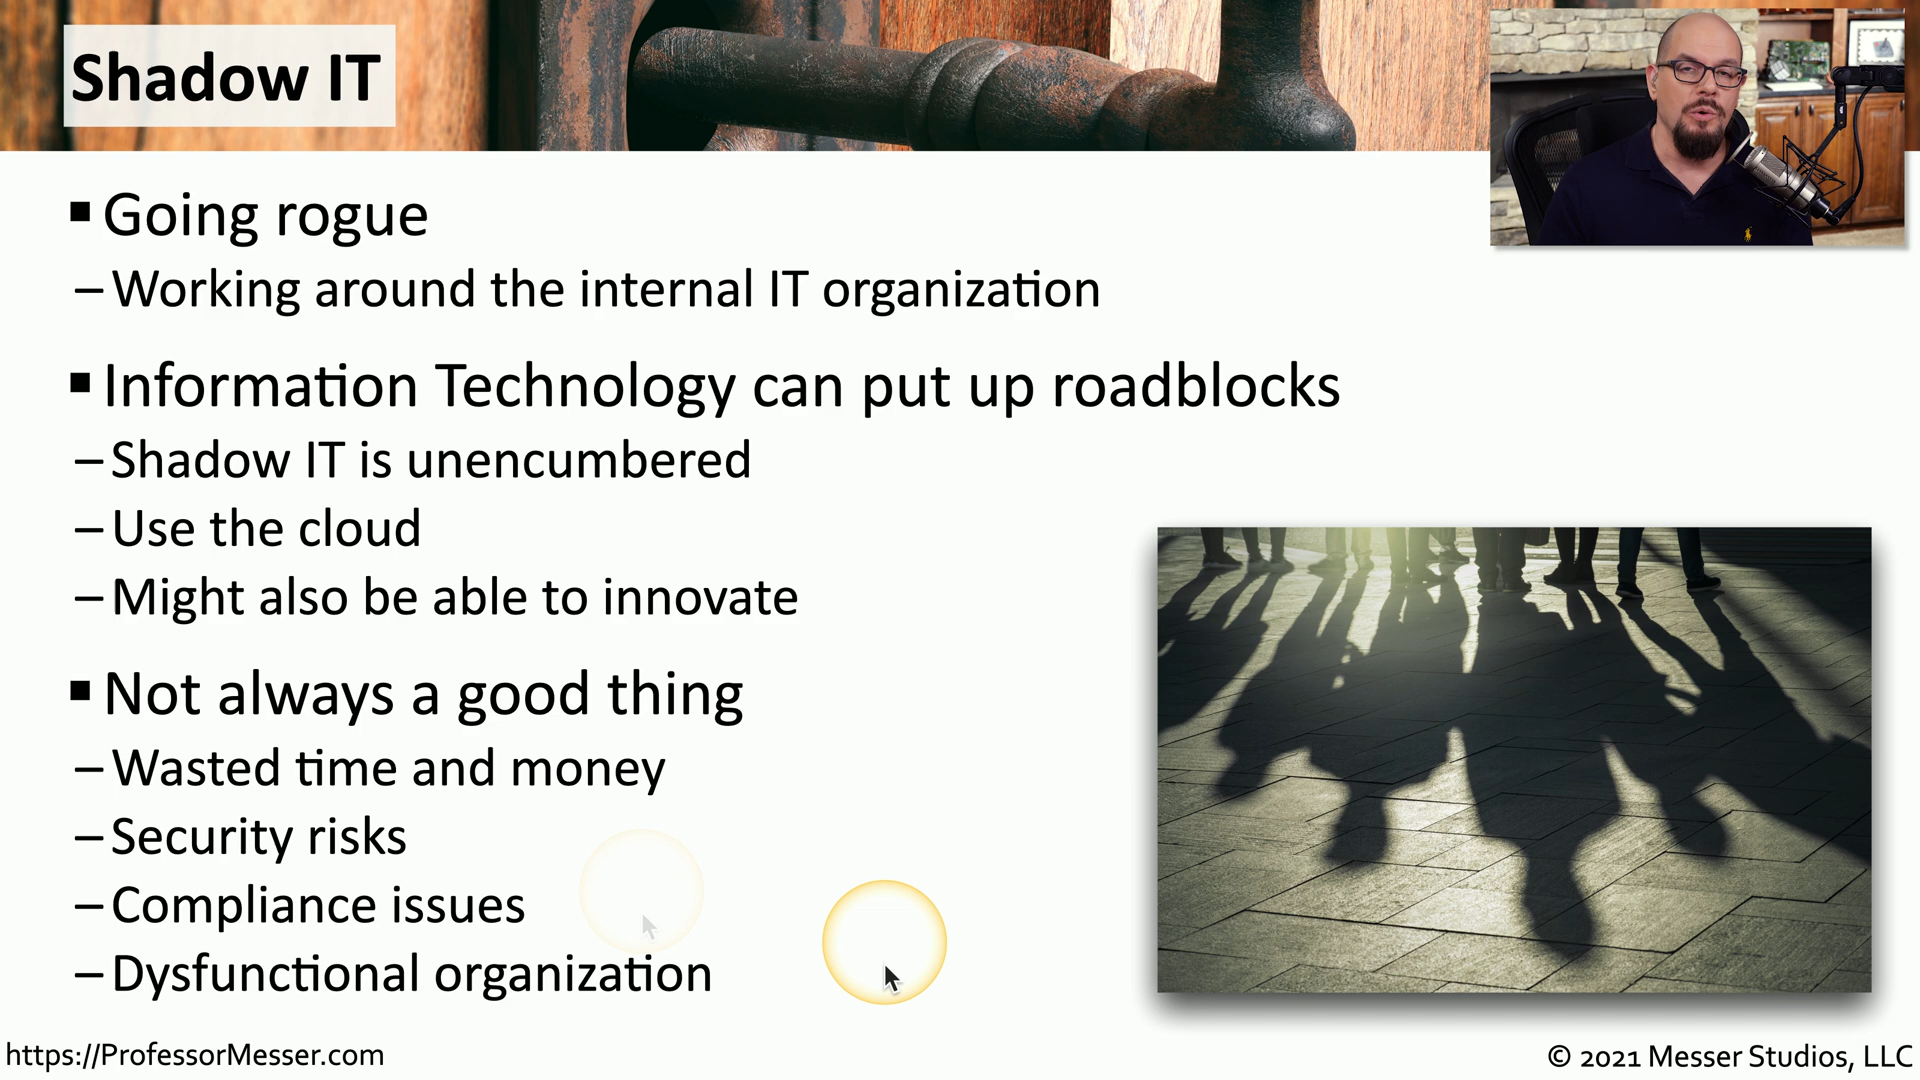 Shadow IT
▪ Going rogue
– Working around the internal IT organization
▪ Information Technology can put up roadblocks
– Shadow IT is unencumbered
– Use the cloud
– Might also be able to innovate
▪ Not always a good thing
– Wasted time and money
– Security risks
– Compliance issues
– Dysfunctional organization
https://ProfessorMesser.com
© 2021 Messer Studios, LLC